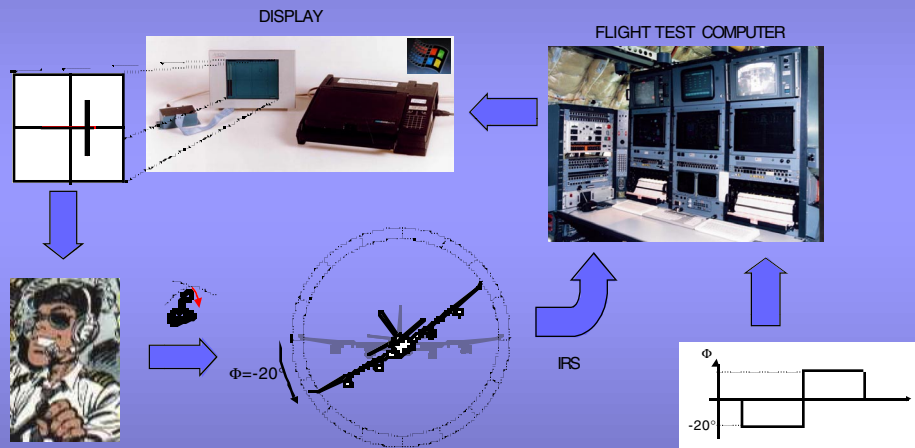 DISPLAY
FLIGHT TEST COMPUTER
Φ=-20°
IRS
Φ
-20°